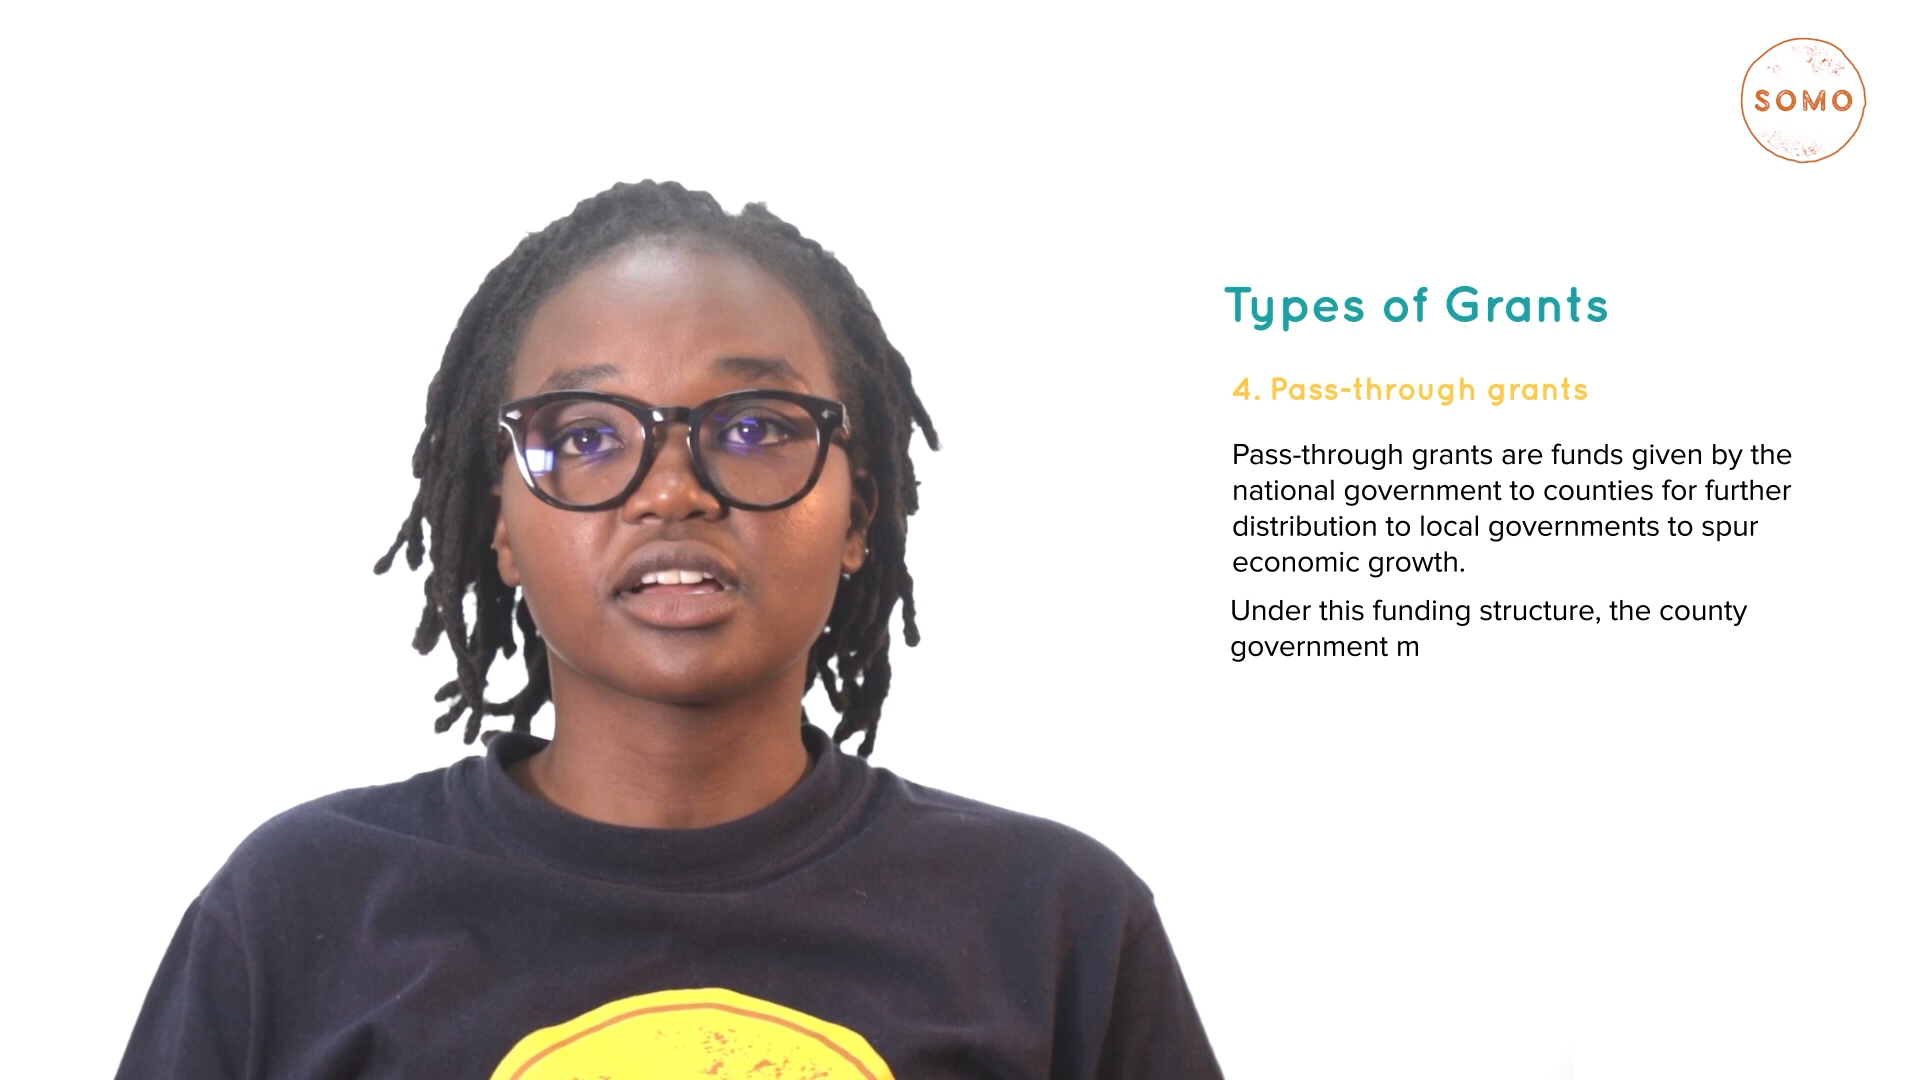 SOMO
Types of Grants
4. Pass-through grants
Pass-through grants are funds given by the
national government to counties for further
distribution to local governments to spur
economic growth.
Under this funding structure, the county
government m